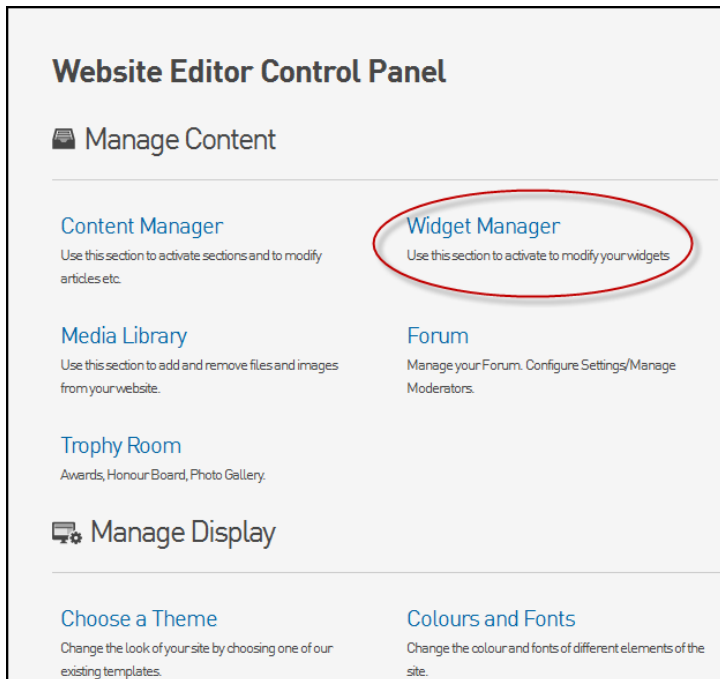 Website Editor Control Panel
Manage Content
Content Manager
Use this section to activate sections and to modify
articles etc.
Widget Manager
Use this section to activate to modify your widgets
Media Library
Use this section to add and remove files and images
from your website.
Forum
Manage your Forum. Configure Settings/Manage
Moderators.
Trophy Room
Awards, Honour Board, Photo Gallery.
Manage Display
Choose a Theme
Change the look of your site by choosing one of our
existing templates.
Colours and Fonts
Change the colour and fonts of different elements of the
site.